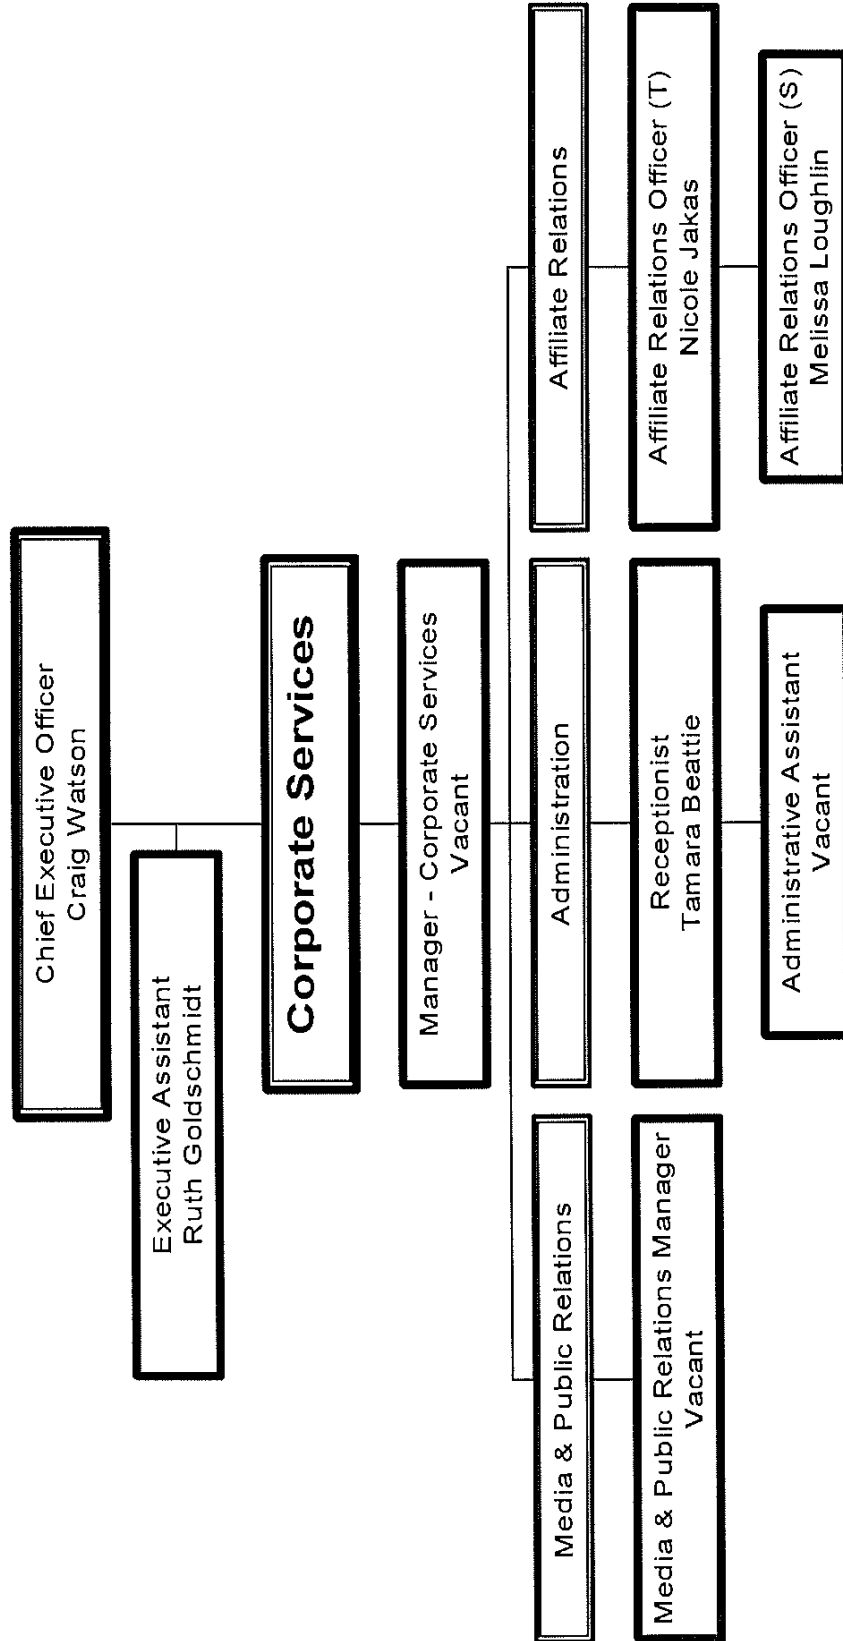 Chief Executive Officer
Craig Watson
Executive Assistant
Ruth Goldschmidt
Corporate Services
Manager - Corporate Services
Vacant
Media & Public Relations
Administration
Affiliate Relations
Media & Public Relations Manager
Vacant
Receptionist
Tamara Beattie
Affiliate Relations Officer (T)
Nicole Jakas
Administrative Assistant
Vacant
Affiliate Relations Officer (S)
Melissa Loughlin